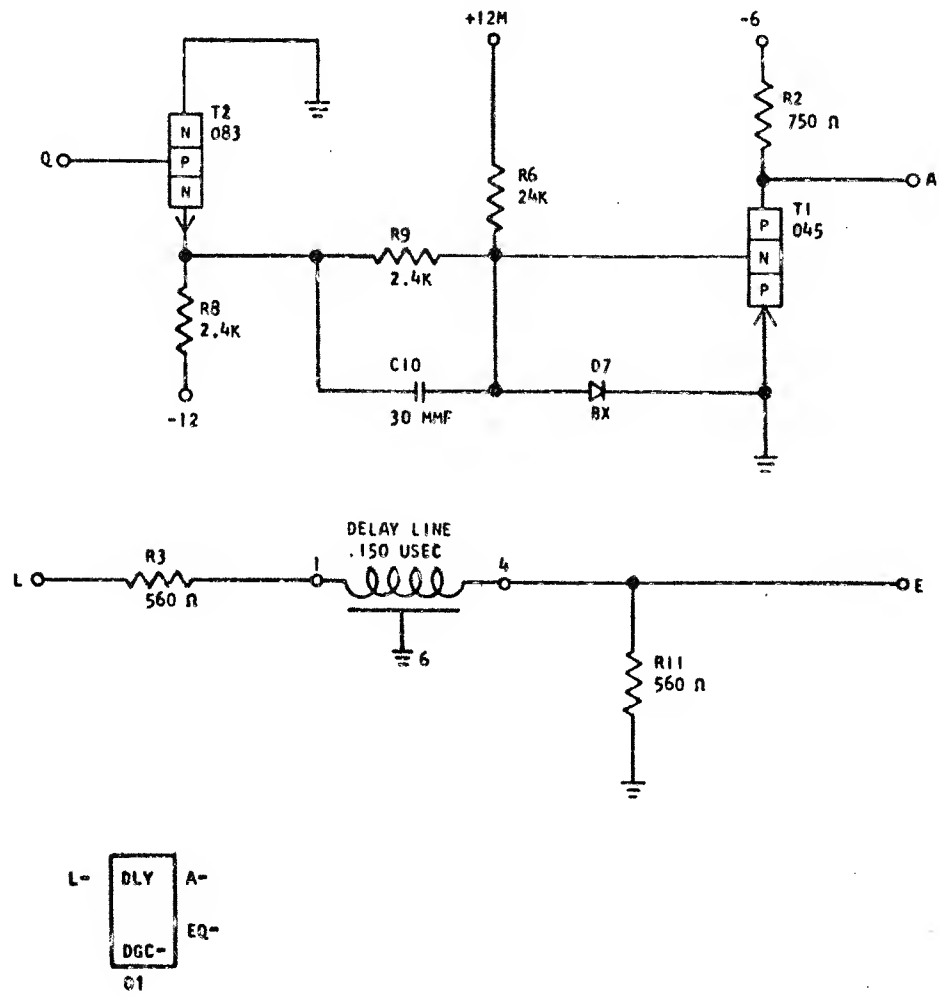 +12M
-6
T2
083
N
P
N
Q
R2
750 Ω
A
R6
24K
T1
045
P
N
P
R9
2.4K
R8
2.4K
-12
C10
30 MMF
D7
BX
DELAY LINE
.150 USEC
L
R3
560 Ω
1
4
E
6
R11
560 Ω
L-
DLY
A-
EQ-
DGC-
01